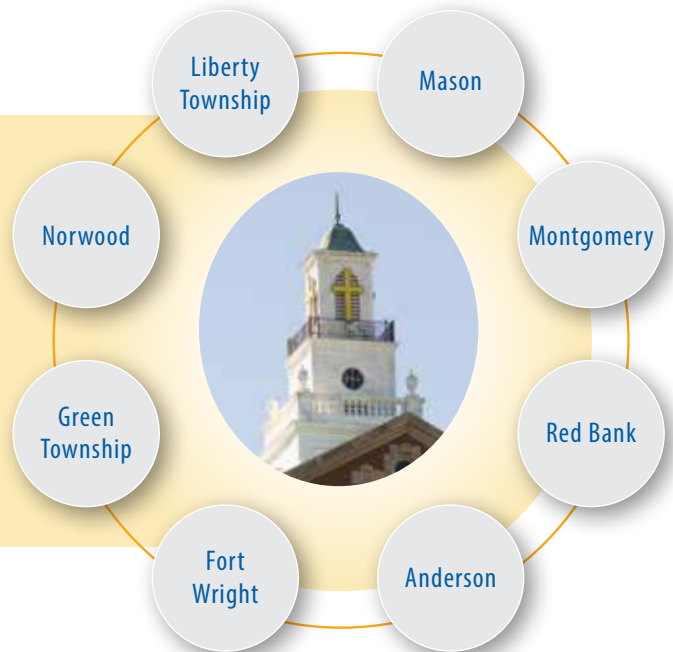 Liberty
Township
Mason
Norwood
Montgomery
Green
Township
Red Bank
Fort
Wright
Anderson